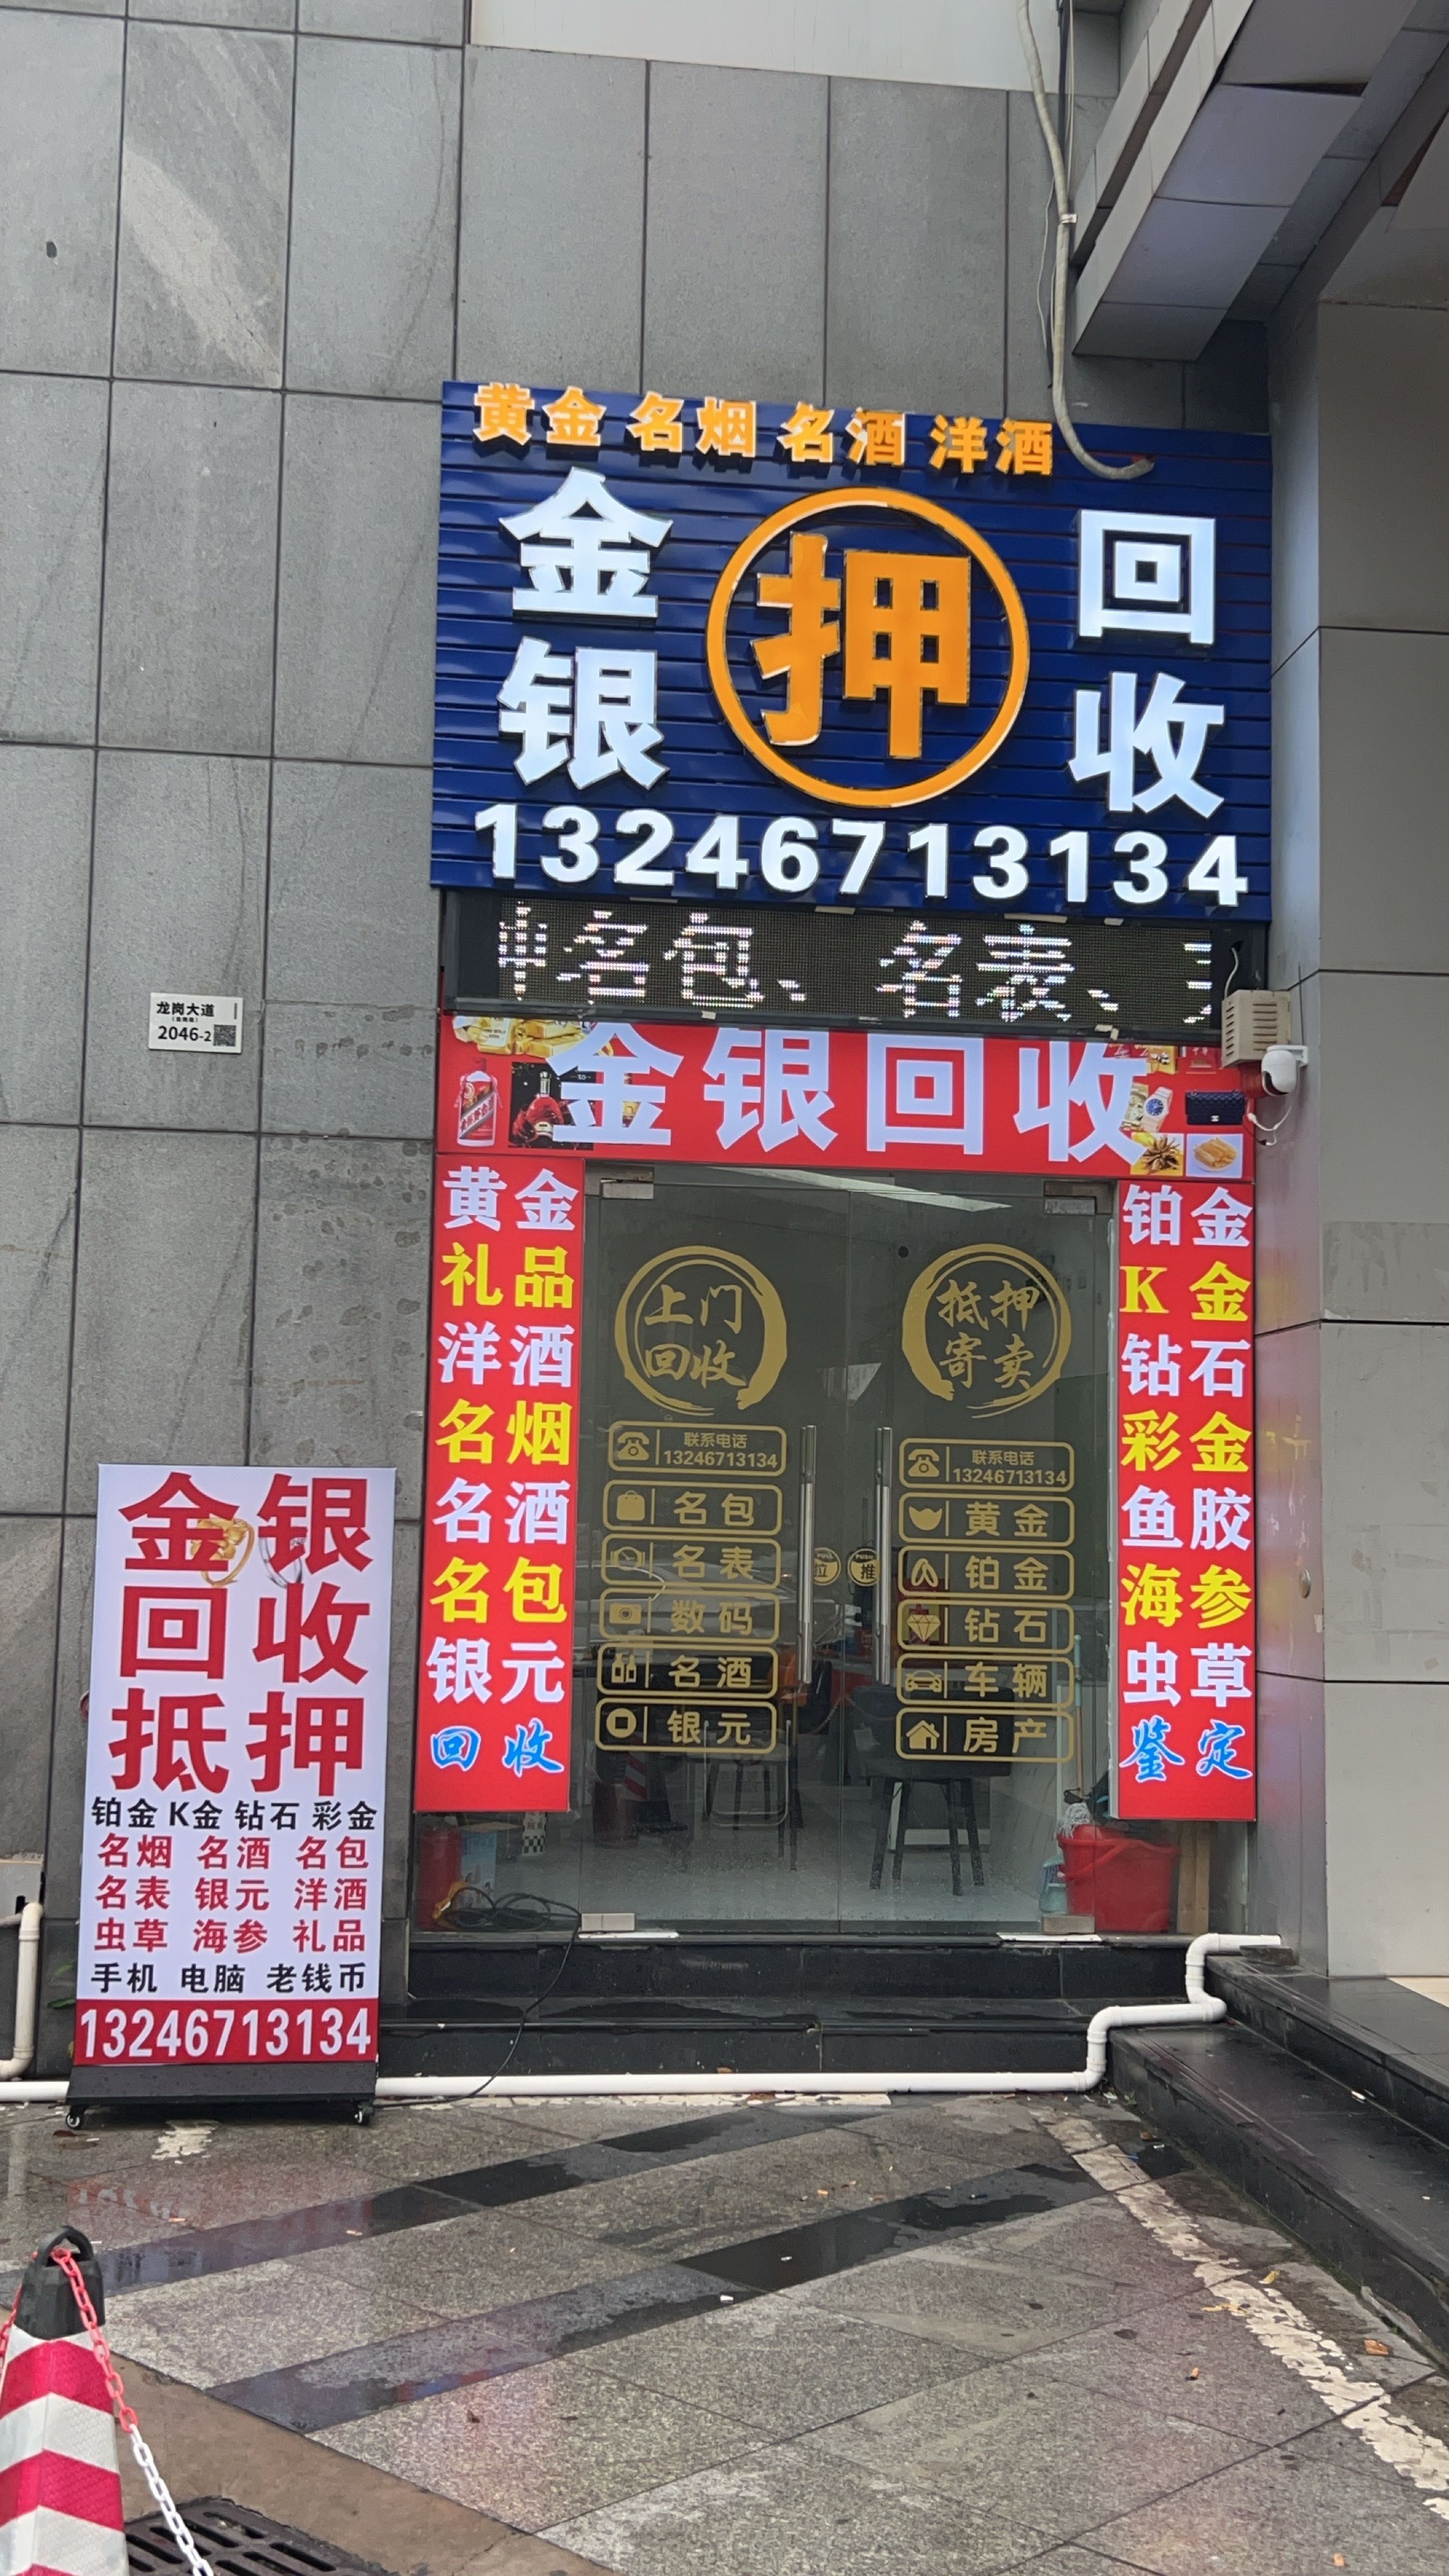 黄金 名烟 名酒 洋酒
金银
押
回收
13246713134
名包、名表、
金银回收
龙岗大道
2046-2
黄金
礼品
洋酒
名烟
名酒
名包
银元
回收
上门
回收
联系电话
13246713134
名包
名表
数码
名酒
银元
抵押
寄卖
联系电话
13246713134
黄金
铂金
钻石
车辆
房产
推
铂金
K金
钻石
彩金
鱼胶
海参
虫草
鉴定
金银
回收
抵押
铂金 K金 钻石 彩金
名烟 名酒 名包
名表 银元 洋酒
虫草 海参 礼品
手机 电脑 老钱币
13246713134